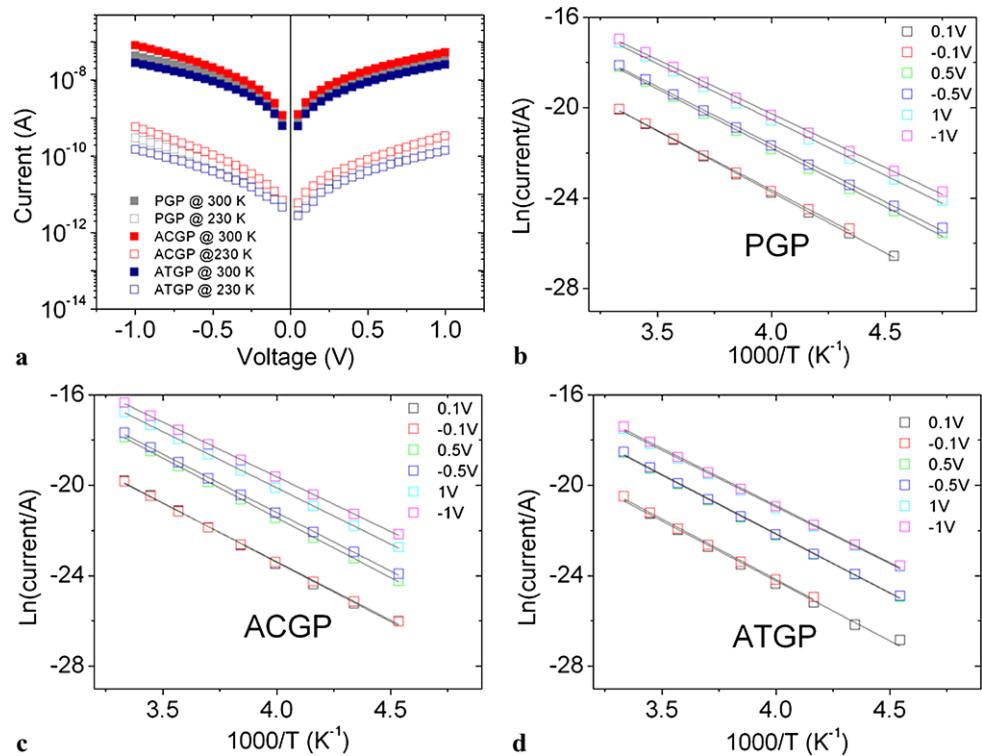 10⁻⁸
10⁻¹⁰
10⁻¹²
10⁻¹⁴
Current (A)
PGP @ 300 K
PGP @ 230 K
ACGP @ 300 K
ACGP @230 K
ATGP @ 300 K
ATGP @ 230 K
-1.0 -0.5 0.0 0.5 1.0
Voltage (V)
a
-16
-20
-24
-28
Ln(current/A)
0.1V
-0.1V
0.5V
-0.5V
1V
-1V
PGP
3.5 4.0 4.5
1000/T (K⁻¹)
b
-16
-20
-24
-28
Ln(current/A)
0.1V
-0.1V
0.5V
-0.5V
1V
-1V
ACGP
3.5 4.0 4.5
1000/T (K⁻¹)
c
-16
-20
-24
-28
Ln(current/A)
0.1V
-0.1V
0.5V
-0.5V
1V
-1V
ATGP
3.5 4.0 4.5
1000/T (K⁻¹)
d